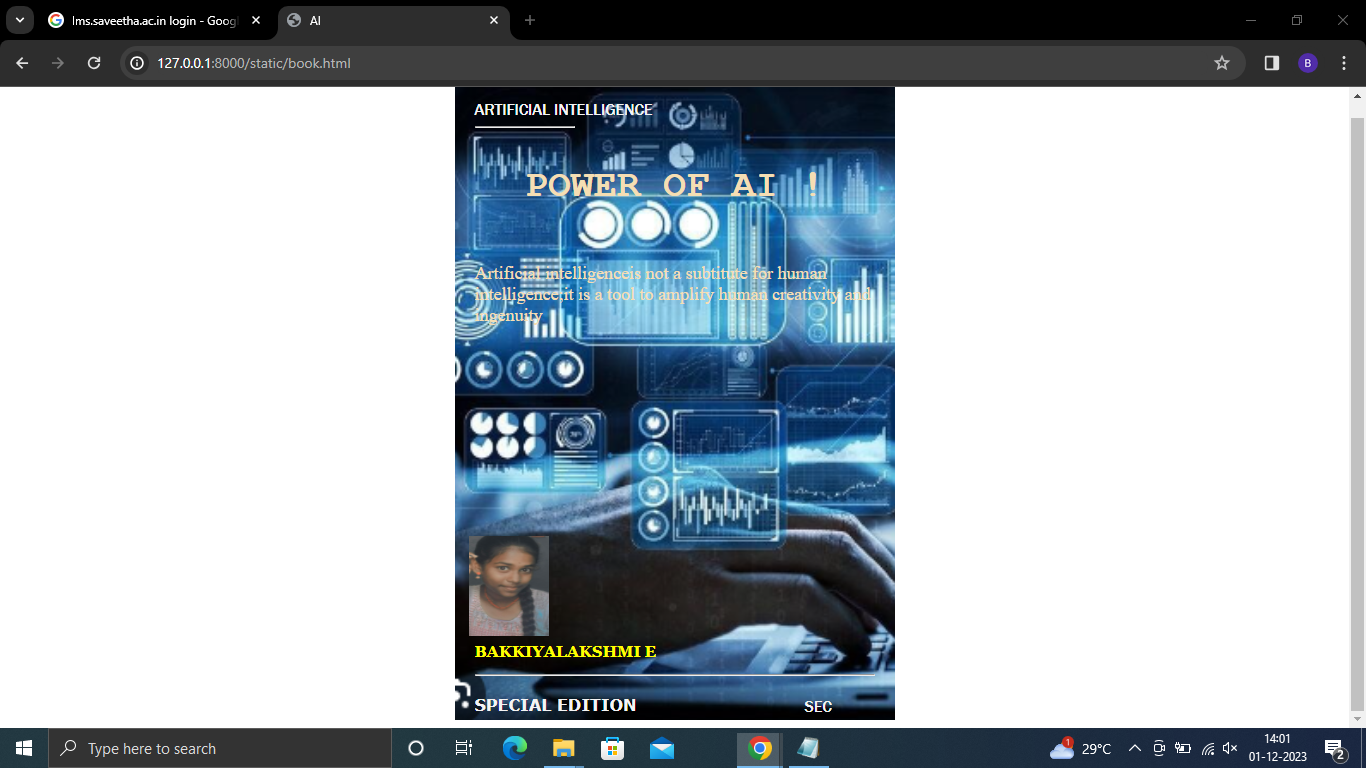 lms.saveetha.ac.in login - Goog
AI
127.0.0.1:8000/static/book.html
B
ARTIFICIAL INTELLIGENCE
POWER OF AI !
Artificial intelligenceis not a subtitute for human
intelligence,it is a tool to amplify human creativity and
ingenuity
BAKKIYALAKSHMI E
SPECIAL EDITION
SEC
Type here to search
1
29°C
14:01
01-12-2023
2